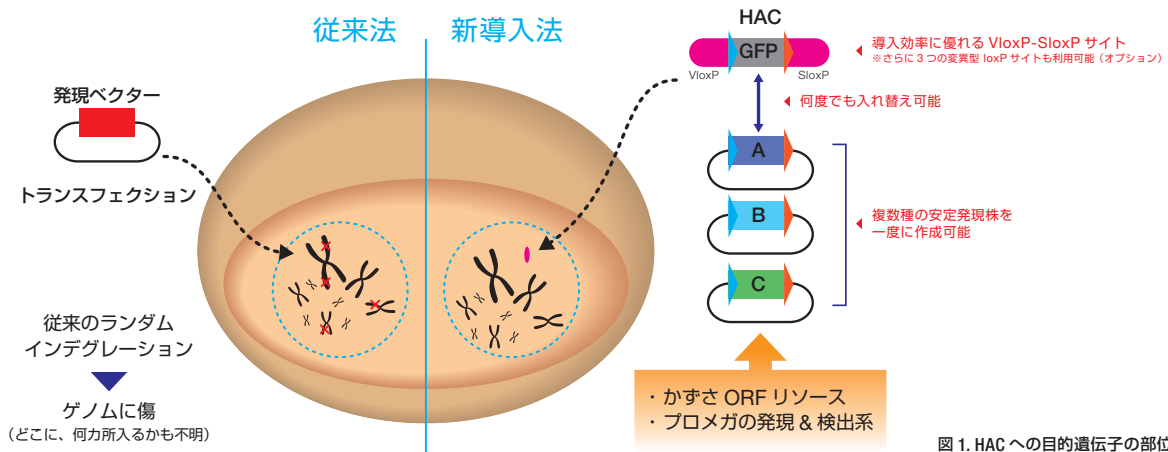 従来法
新導入法
発現ベクター
トランスフェクション
従来のランダム
インデグレーション
ゲノムに傷
（どこに、何カ所入るかも不明）
HAC
GFP
VloxP
SloxP
導入効率に優れる VloxP-SloxP サイト
※さらに 3 つの変異型 loxP サイトも利用可能（オプション）
何度でも入れ替え可能
A
B
C
複数種の安定発現株を
一度に作成可能
・かずさ ORF リソース
・プロメガの発現 & 検出系
図 1. HAC への目的遺伝子の部位